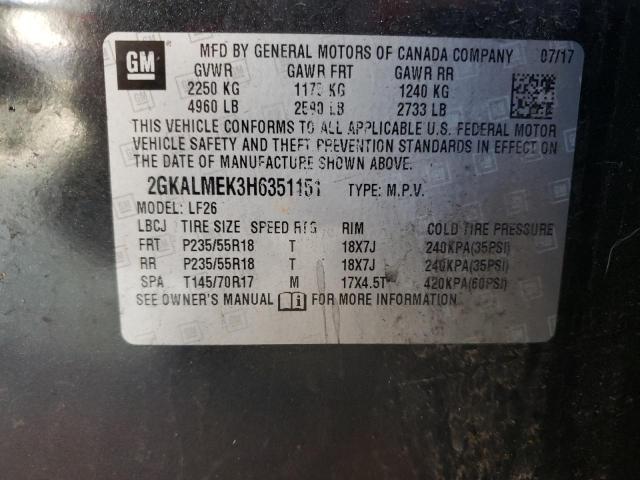 GM MFD BY GENERAL MOTORS OF CANADA COMPANY 07/17
GVWR GAWR FRT GAWR RR
2250 KG 1175 KG 1240 KG
4960 LB 2590 LB 2733 LB
THIS VEHICLE CONFORMS TO ALL APPLICABLE U.S. FEDERAL MOTOR
VEHICLE SAFETY AND THEFT PREVENTION STANDARDS IN EFFECT ON
THE DATE OF MANUFACTURE SHOWN ABOVE.
2GKALMEK3H6351151 TYPE: M.P.V.
MODEL: LF26
LBCJ TIRE SIZE SPEED RTG RIM COLD TIRE PRESSURE
FRT P235/55R18 T 18X7J 240KPA(35PSI)
RR P235/55R18 T 18X7J 240KPA(35PSI)
SPA T145/70R17 M 17X4.5T 420KPA(60PSI)
SEE OWNER'S MANUAL FOR MORE INFORMATION